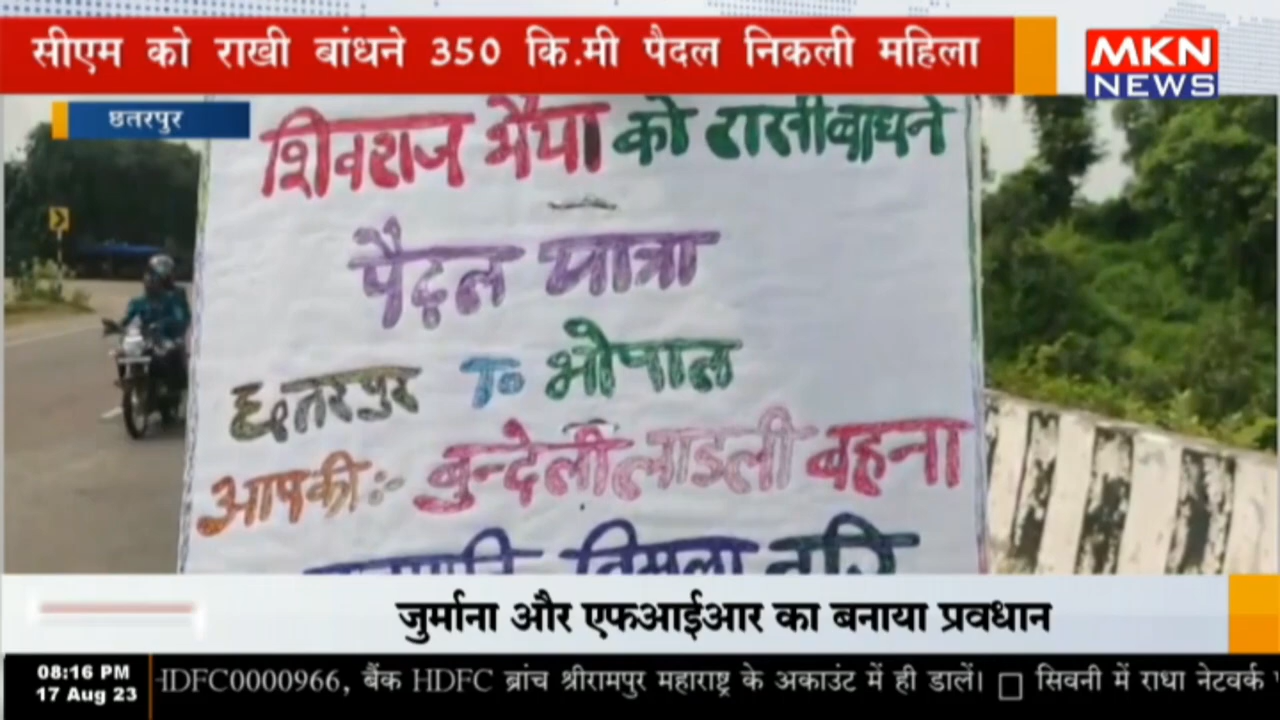 सीएम को राखी बांधने 350 कि.मी पैदल निकली महिला
MKN
NEWS
छतरपुर
शिवराज भैया को राखी बाधने
पैदल यात्रा
छतरपुर To भोपाल
आपकी :- बुन्देली लाडली बहना
विमला
जुर्माना और एफआईआर का बनाया प्रवधान
08:16 PM
17 Aug 23
HDFC0000966, बैंक HDFC ब्रांच श्रीरामपुर महाराष्ट्र के अकाउंट में ही डालें। □ सिवनी में राधा नेटवर्क